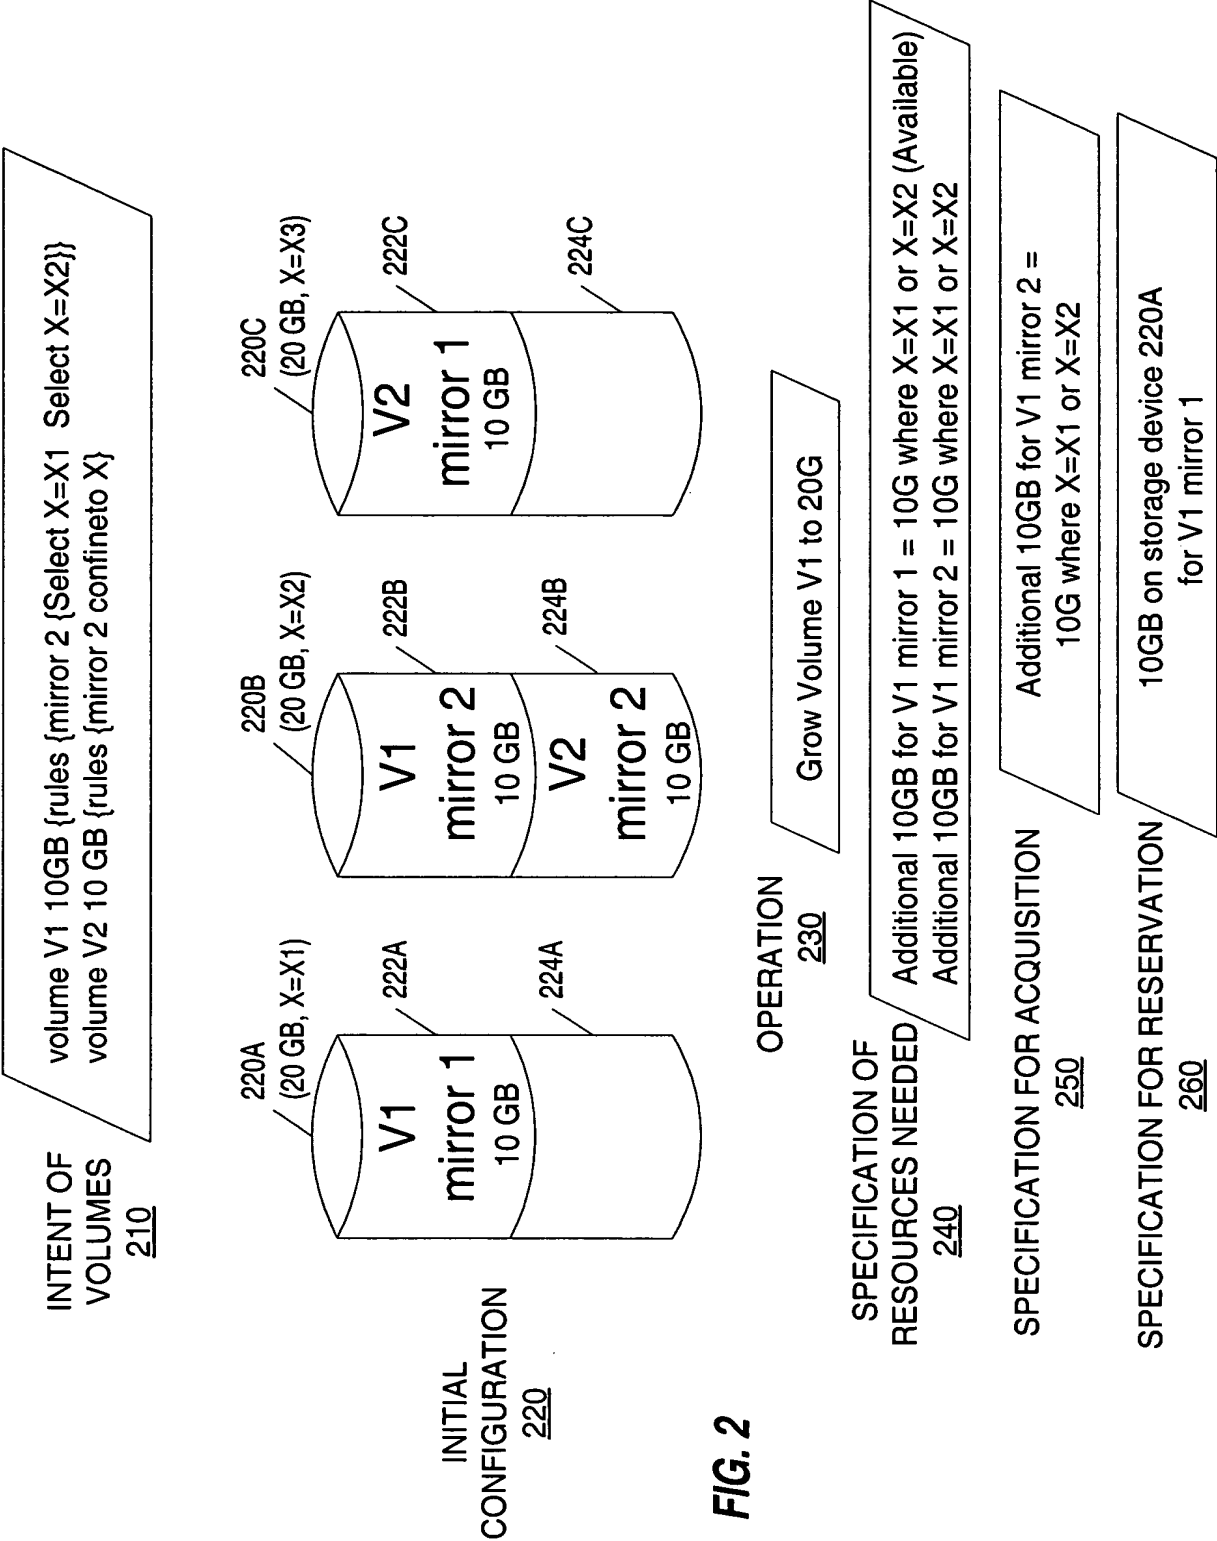 INTENT OF
VOLUMES
210
volume V1 10GB {rules {mirror 2 {Select X=X1 Select X=X2}}
volume V2 10 GB {rules {mirror 2 confineto X}
INITIAL
CONFIGURATION
220
220A
(20 GB, X=X1)
V1
mirror 1
10 GB
222A
224A
220B
(20 GB, X=X2)
V1
mirror 2
10 GB
222B
V2
mirror 2
10 GB
224B
220C
(20 GB, X=X3)
V2
mirror 1
10 GB
222C
224C
OPERATION
230
Grow Volume V1 to 20G
SPECIFICATION OF
RESOURCES NEEDED
240
Additional 10GB for V1 mirror 1 = 10G where X=X1 or X=X2 (Available)
Additional 10GB for V1 mirror 2 = 10G where X=X1 or X=X2
SPECIFICATION FOR ACQUISITION
250
Additional 10GB for V1 mirror 2 =
10G where X=X1 or X=X2
SPECIFICATION FOR RESERVATION
260
10GB on storage device 220A
for V1 mirror 1
FIG. 2